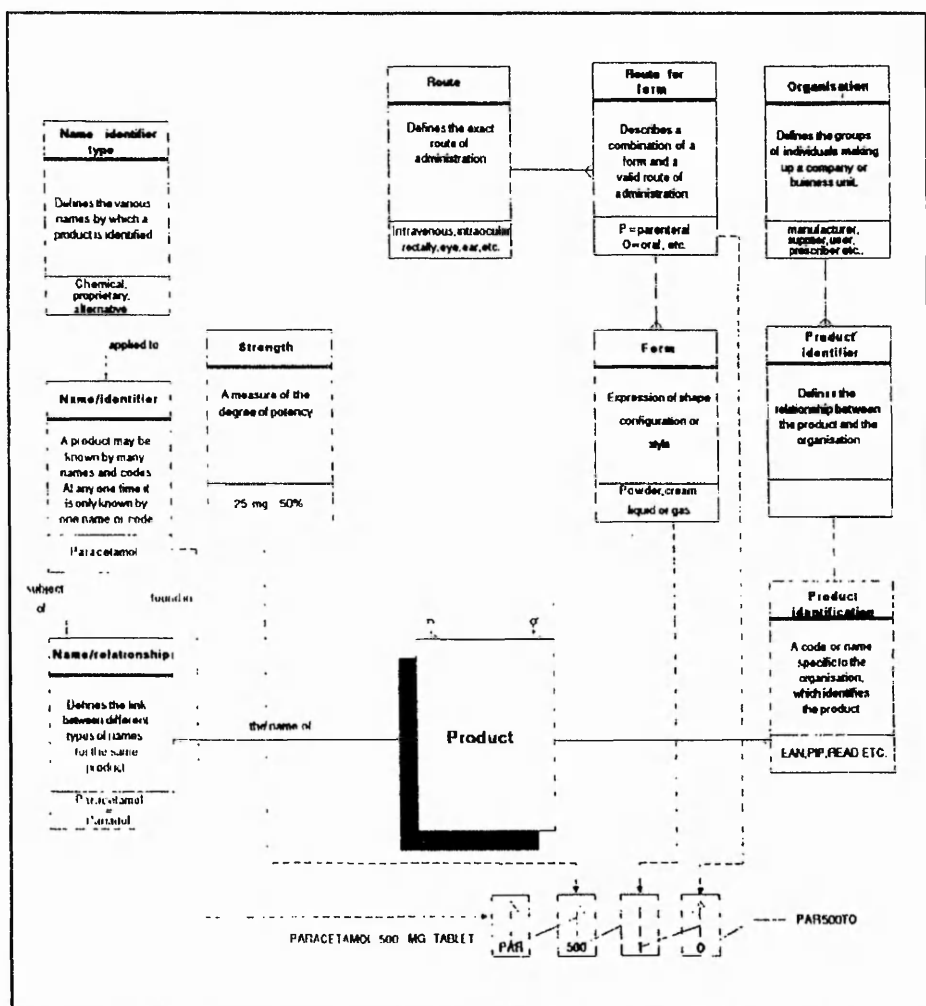 Route
Defines the exact
route of
administration
Intravenous, intraocular
rectally, eye, ear, etc.
Route for
form
Describes a
combination of a
form and a
valid route of
administration
P = parenteral
O = oral, etc.
Organisation
Defines the groups
of individuals making
up a company or
business unit.
manufacturer,
supplier, user,
prescriber etc.,
Name identifier
type
Defines the various
names by which a
product is identified
Chemical,
proprietary,
alternative
applied to
Name/identifier
A product may be
known by many
names and codes
At any one time it
is only known by
one name or code
Paracetamol
Strength
A measure of the
degree of potency
25 mg 50%
Form
Expression of shape
configuration or
style
Powder, cream
liquid or gas
Product
identifier
Defines the
relationship between
the product and the
organisation
subject
of
found in
Name/relationship
Defines the link
between different
types of names
for the same
product
Paracetamol
=
Panadol
the name of
Product
Product
identification
A code or name
specific to the
organisation,
which identifies
the product
EAN, PIP, READ ETC.
PARACETAMOL 500 MG TABLET
PAR
500
T
O
PAR500TO